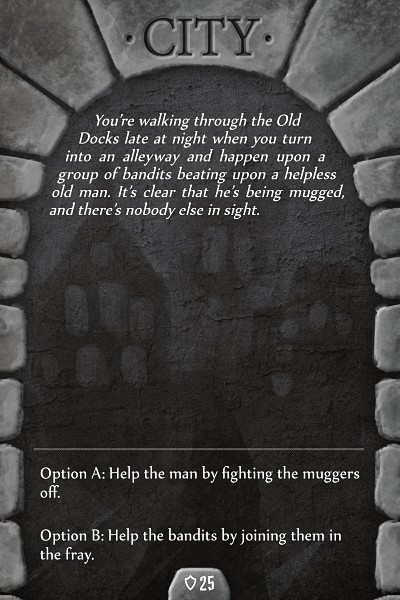 ·CITY·
You're walking through the Old
Docks late at night when you turn
into an alleyway and happen upon a
group of bandits beating upon a helpless
old man. It's clear that he's being mugged,
and there's nobody else in sight.
Option A: Help the man by fighting the muggers
off.
Option B: Help the bandits by joining them in
the fray.
25